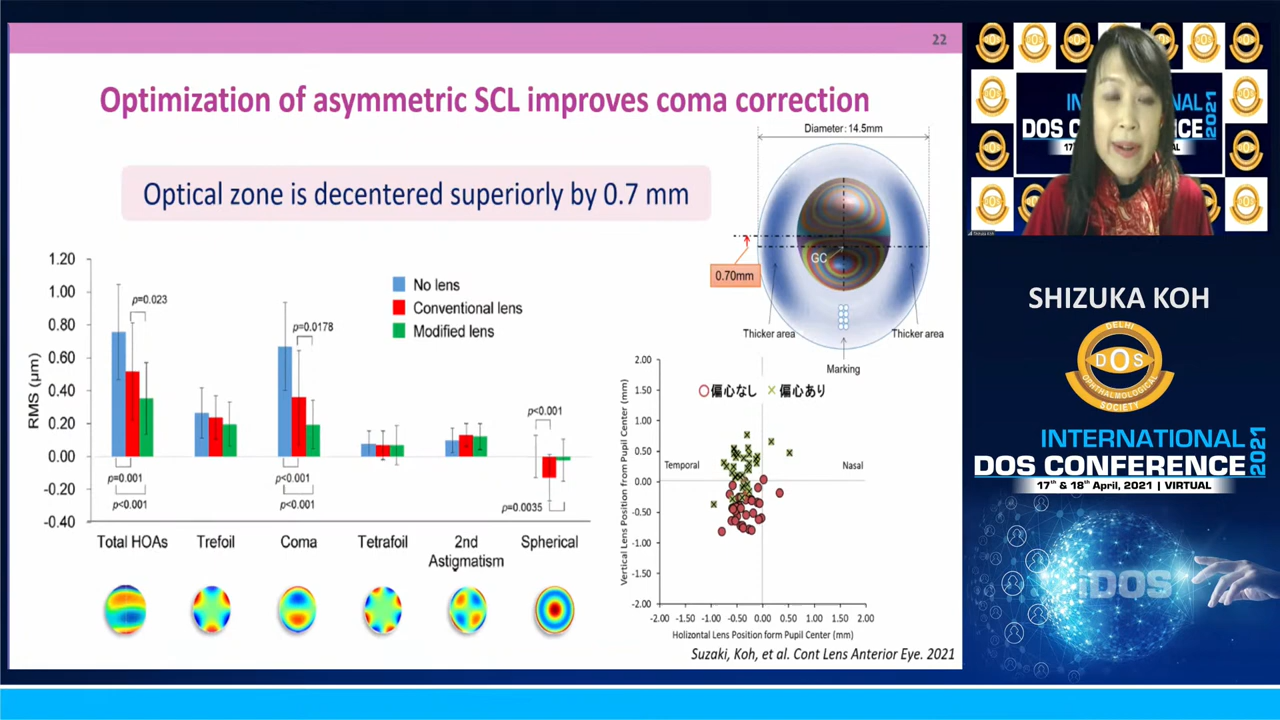 22
Optimization of asymmetric SCL improves coma correction
Optical zone is decentered superiorly by 0.7 mm
Diameter: 14.5mm
GC
0.70mm
Thicker area
Thicker area
Marking
RMS (μm)
1.20
1.00
0.80
0.60
0.40
0.20
0.00
-0.20
-0.40
No lens
Conventional lens
Modified lens
p=0.023
p=0.0178
p<0.001
p=0.001
p<0.001
p<0.001
p<0.001
p=0.0035
Total HOAs
Trefoil
Coma
Tetrafoil
2nd
Astigmatism
Spherical
Vertical Lens Position from Pupil Center (mm)
2.00
1.50
1.00
0.50
0.00
-0.50
-1.00
-1.50
-2.00
偏心なし
偏心あり
Temporal
Nasal
-2.00 -1.50 -1.00 -0.50 0.00 0.50 1.00 1.50 2.00
Holizontal Lens Position form Pupil Center (mm)
Suzaki, Koh, et al. Cont Lens Anterior Eye. 2021
SHIZUKA KOH
DELHI
DOS
OPHTHALMOLOGICAL
SOCIETY
INTERNATIONAL
DOS CONFERENCE
2021
17th & 18th April, 2021 | VIRTUAL
iDOS